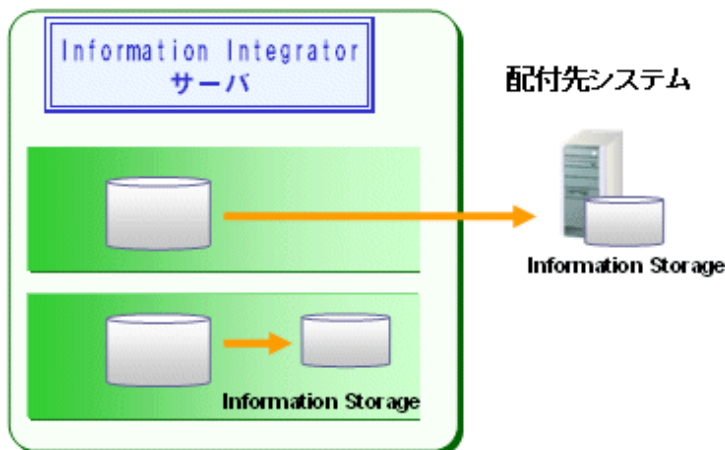 Information Integrator
サーバ
配付先システム
Information Storage
Information Storage